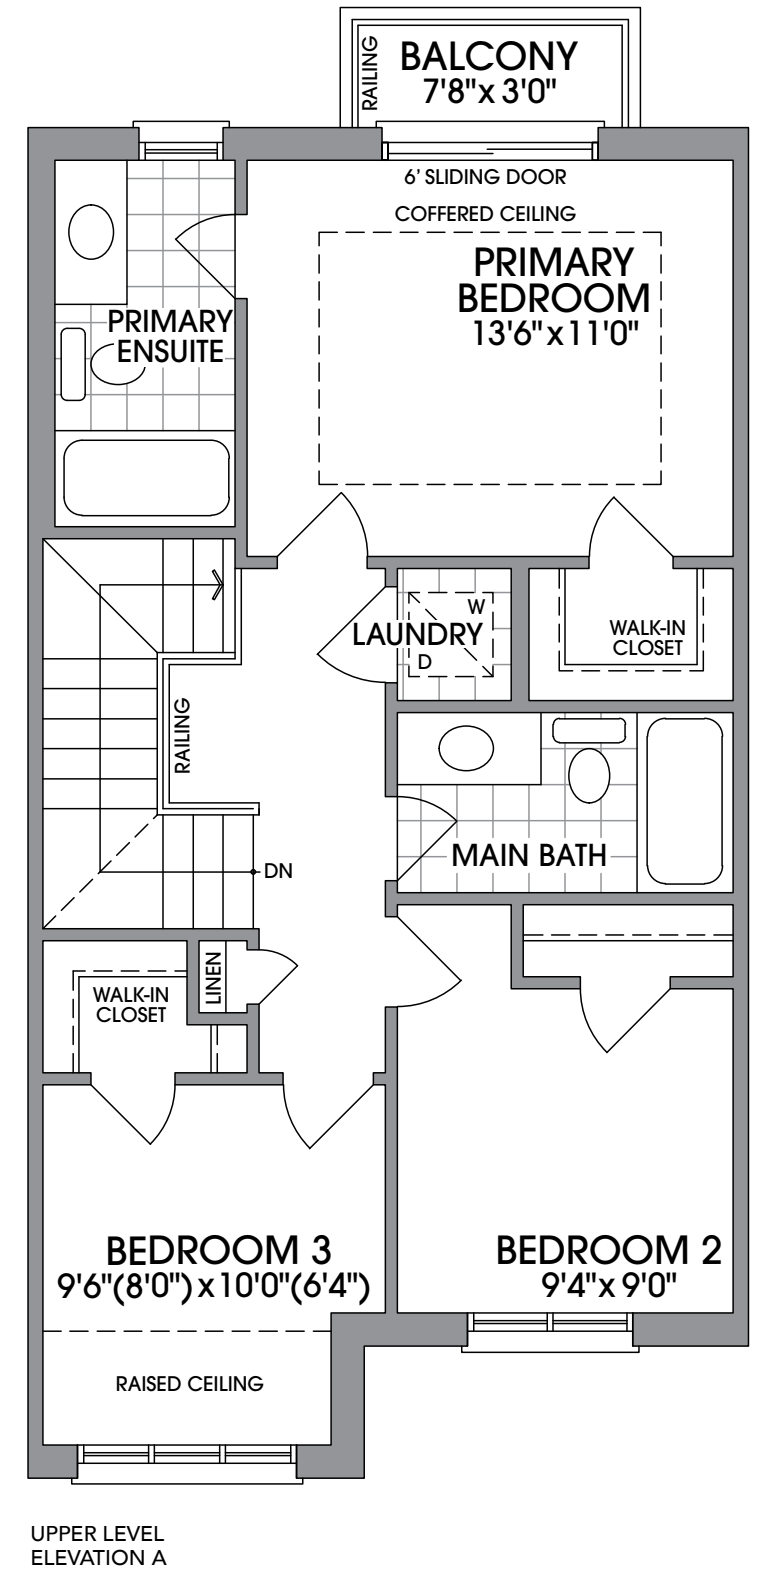 RAILING
BALCONY
7'8" x 3'0"
6' SLIDING DOOR
COFFERED CEILING
PRIMARY
BEDROOM
13'6" x 11'0"
PRIMARY
ENSUITE
W
LAUNDRY
D
WALK-IN
CLOSET
RAILING
MAIN BATH
DN
LINEN
WALK-IN
CLOSET
BEDROOM 3
9'6"(8'0") x 10'0"(6'4")
BEDROOM 2
9'4" x 9'0"
RAISED CEILING
UPPER LEVEL
ELEVATION A